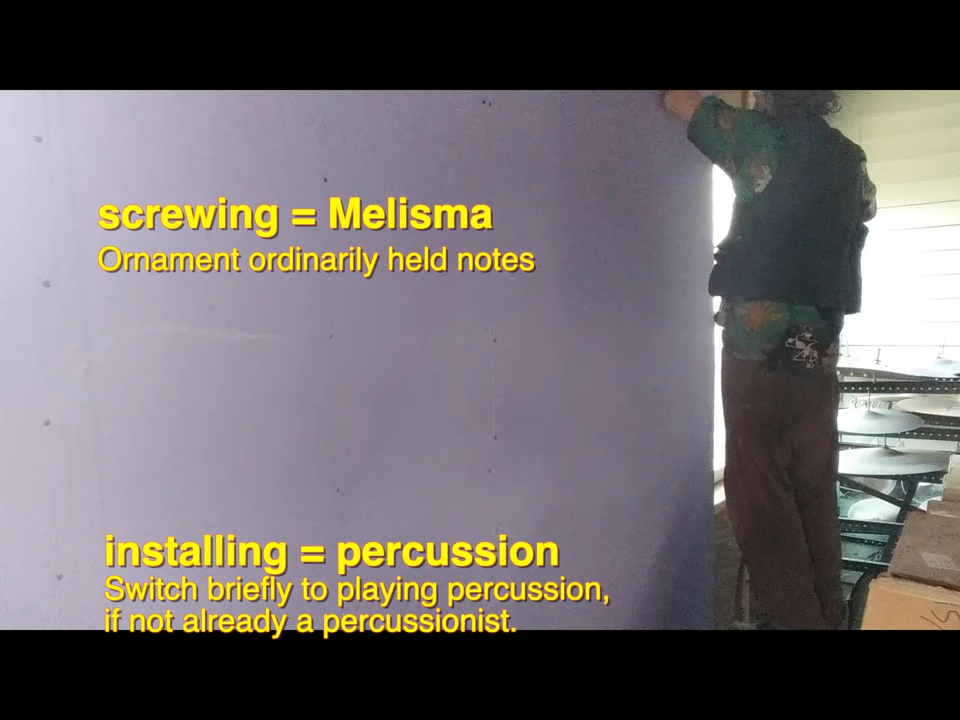 screwing = Melisma
Ornament ordinarily held notes
installing = percussion
Switch briefly to playing percussion,
if not already a percussionist.